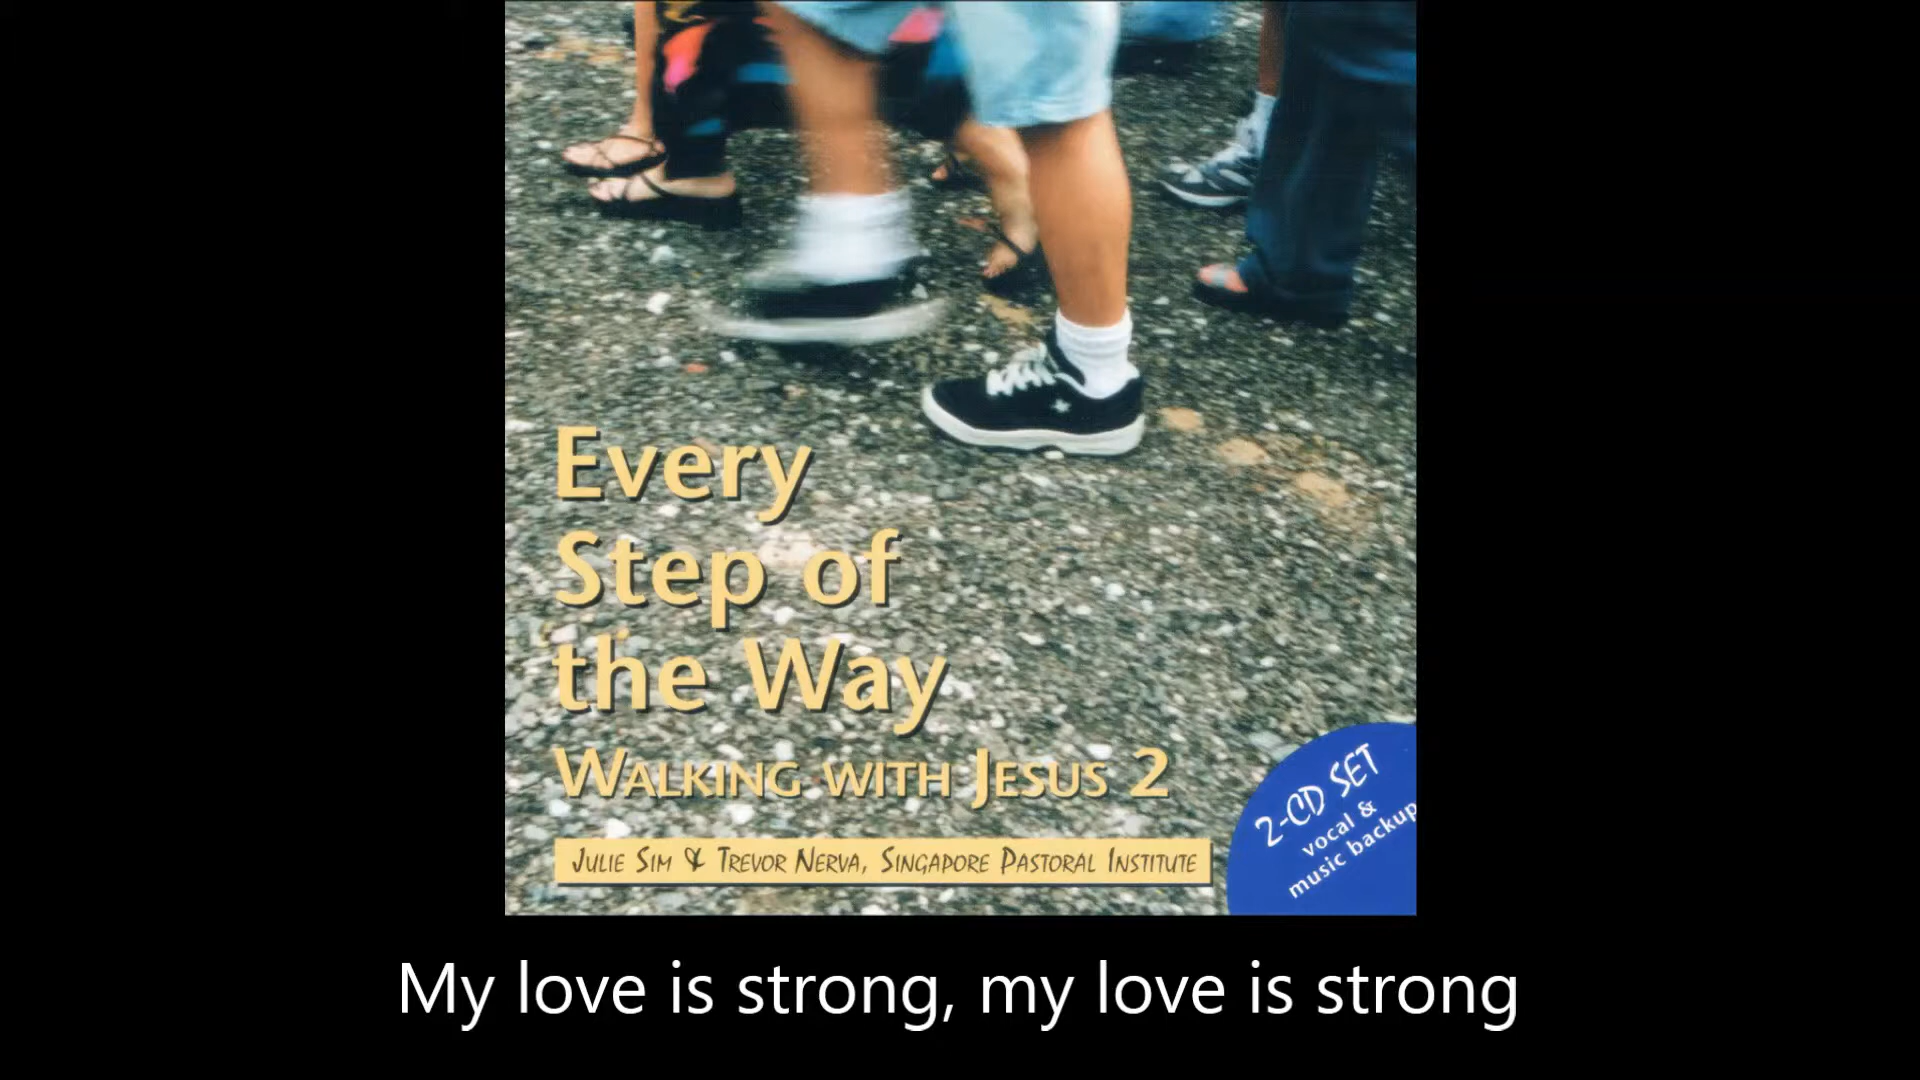 Every
Step of
the Way
WALKING WITH JESUS 2
JULIE SIM & TREVOR NERVA, SINGAPORE PASTORAL INSTITUTE
2-CD SET
vocal &
music backup
My love is strong, my love is strong